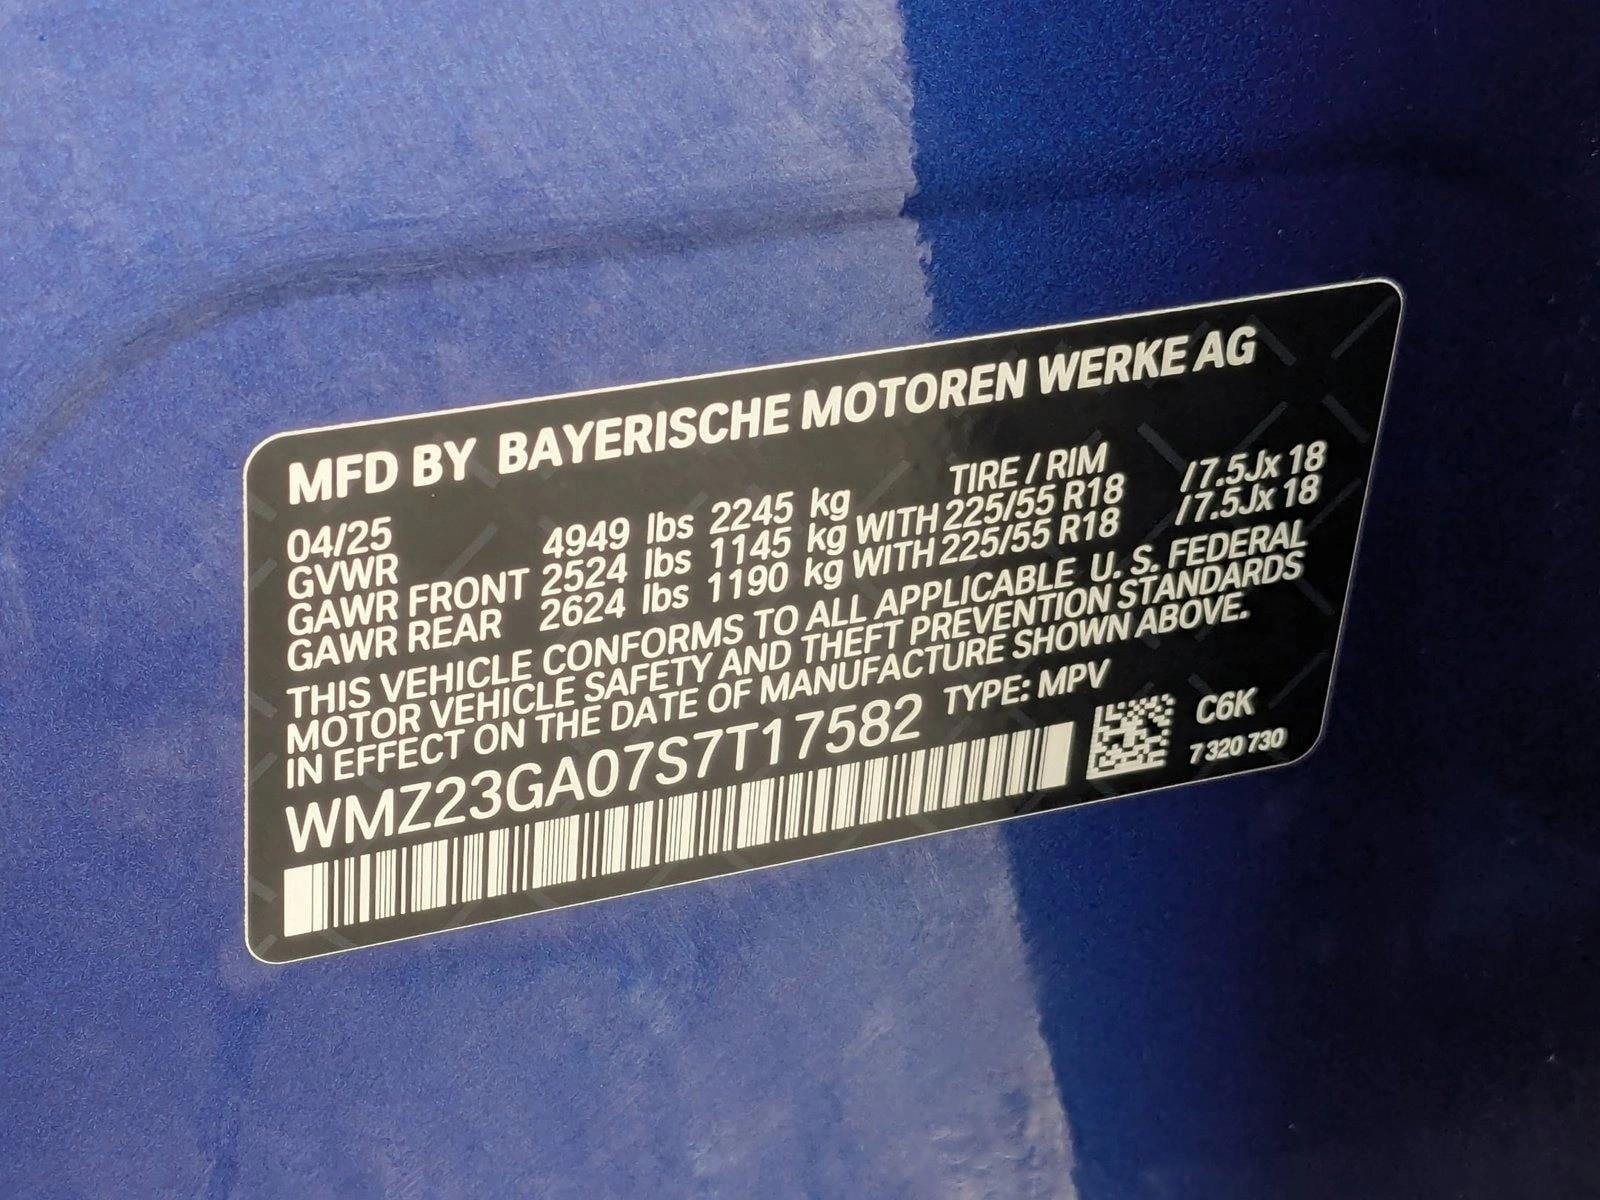 MFD BY BAYERISCHE MOTOREN WERKE AG
04/25 TIRE / RIM
GVWR 4949 lbs 2245 kg
GAWR FRONT 2524 lbs 1145 kg WITH 225/55 R18 /7.5Jx 18
GAWR REAR 2624 lbs 1190 kg WITH 225/55 R18 /7.5Jx 18
THIS VEHICLE CONFORMS TO ALL APPLICABLE U. S. FEDERAL
MOTOR VEHICLE SAFETY AND THEFT PREVENTION STANDARDS
IN EFFECT ON THE DATE OF MANUFACTURE SHOWN ABOVE.
WMZ23GA07S7T17582 TYPE: MPV
C6K
7 320 730